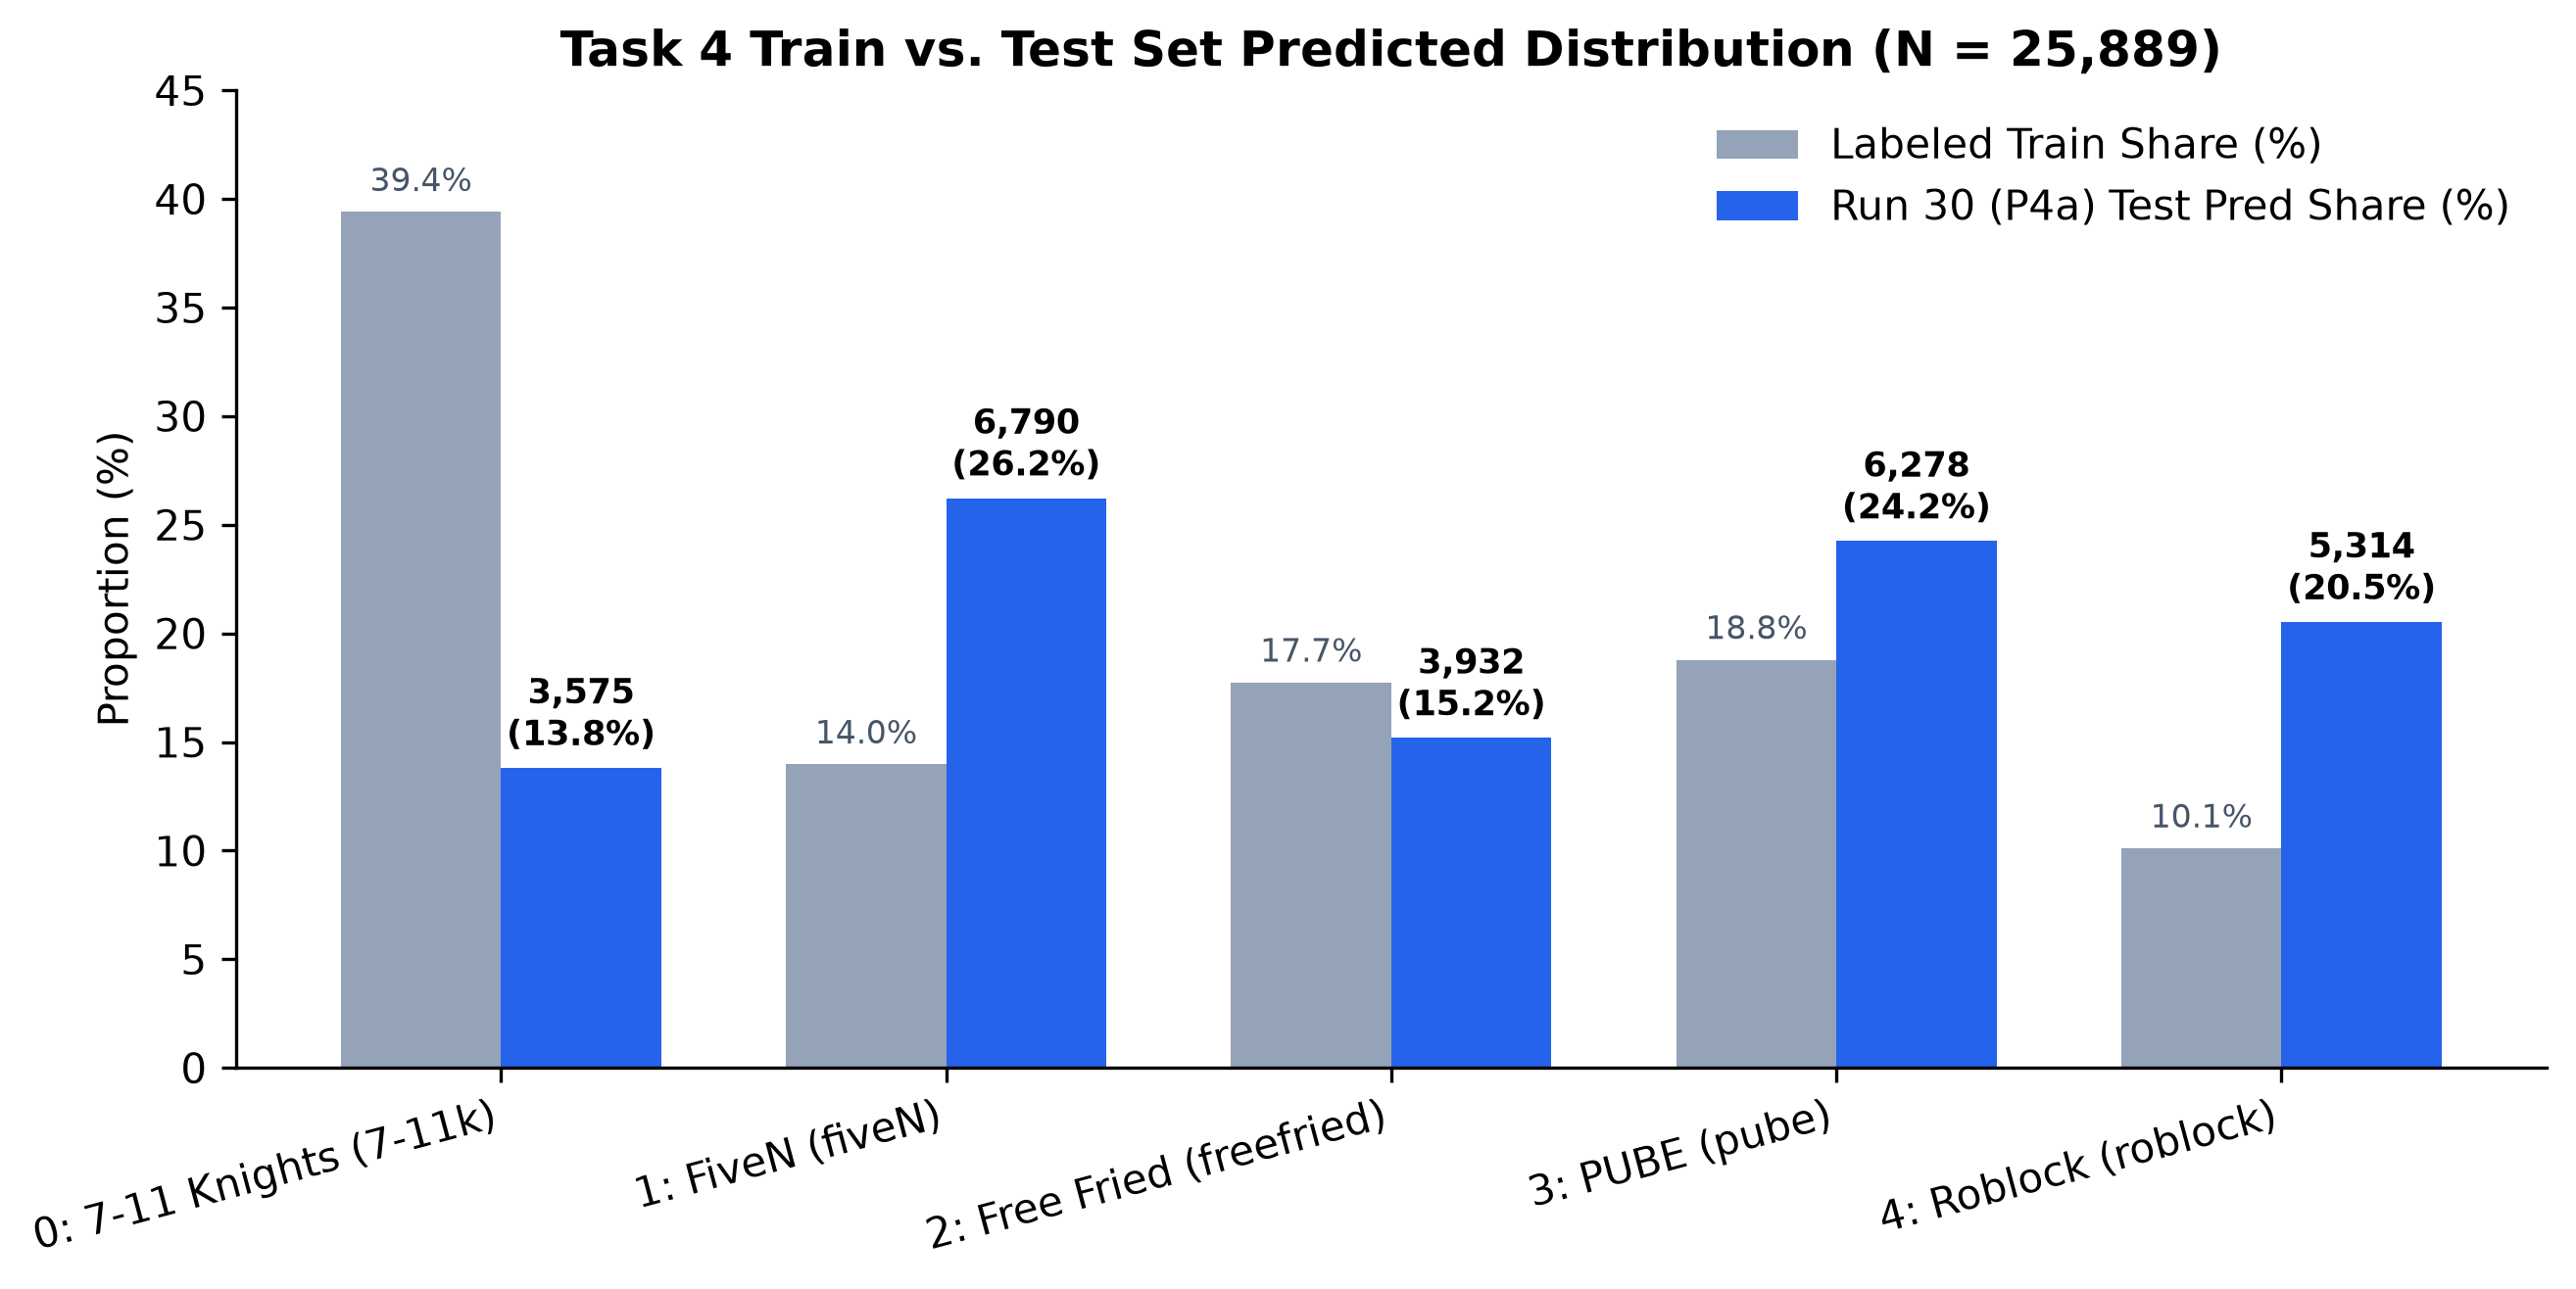 Task 4 Train vs. Test Set Predicted Distribution (N = 25,889)
Labeled Train Share (%)
Run 30 (P4a) Test Pred Share (%)
Proportion (%)
45
40
35
30
25
20
15
10
5
0
39.4%
3,575
(13.8%)
14.0%
6,790
(26.2%)
17.7%
3,932
(15.2%)
18.8%
6,278
(24.2%)
10.1%
5,314
(20.5%)
0: 7-11 Knights (7-11k)
1: FiveN (fiveN)
2: Free Fried (freefried)
3: PUBE (pube)
4: Roblock (roblock)